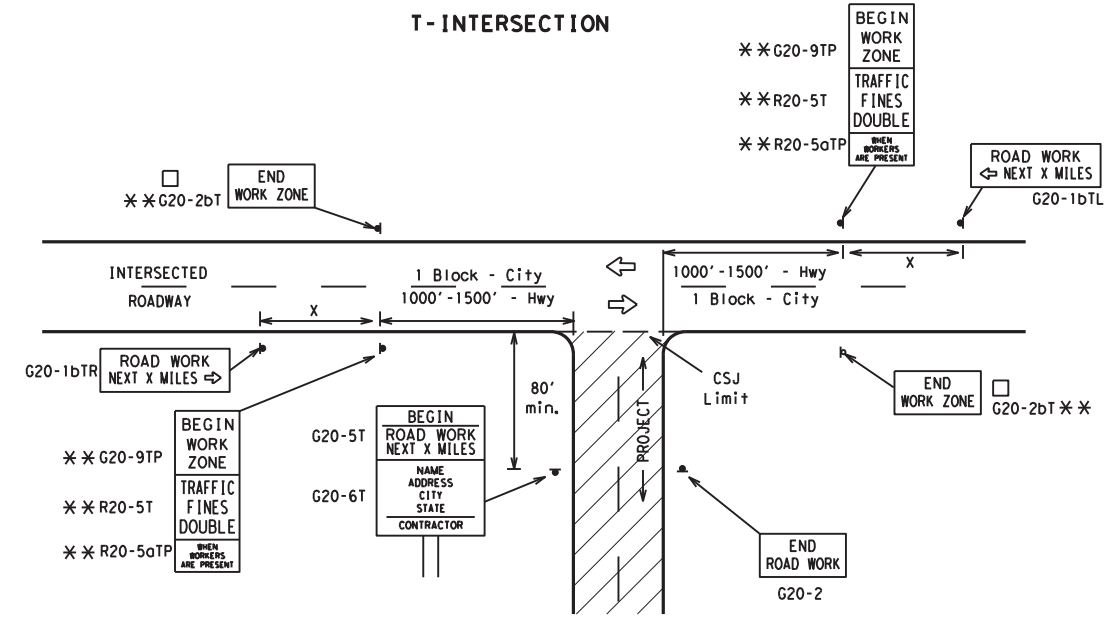 T-INTERSECTION
BEGIN
WORK
ZONE
**G20-9TP
TRAFFIC
FINES
DOUBLE
**R20-5T
WHEN
WORKERS
ARE PRESENT
**R20-5aTP
ROAD WORK
⇦ NEXT X MILES
G20-1bTL
END
WORK ZONE
□
**G20-2bT
INTERSECTED
ROADWAY
1 Block - City
1000'-1500' - Hwy
1000'-1500' - Hwy
1 Block - City
X
X
ROAD WORK
NEXT X MILES ⇨
G20-1bTR
80'
min.
CSJ
Limit
PROJECT
END
WORK ZONE
□
G20-2bT**
BEGIN
WORK
ZONE
**G20-9TP
TRAFFIC
FINES
DOUBLE
**R20-5T
WHEN
WORKERS
ARE PRESENT
**R20-5aTP
G20-5T
BEGIN
ROAD WORK
NEXT X MILES
G20-6T
NAME
ADDRESS
CITY
STATE
CONTRACTOR
END
ROAD WORK
G20-2